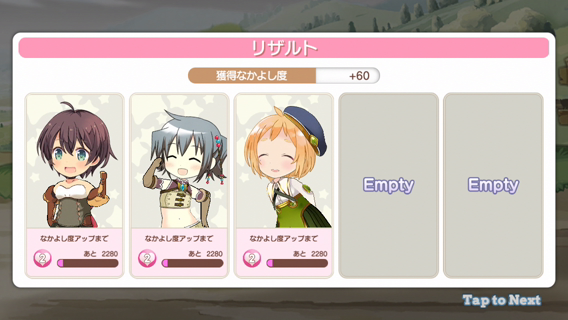 リザルト
獲得なかよし度 +60
なかよし度アップまで
2 あと 2280
なかよし度アップまで
2 あと 2280
なかよし度アップまで
2 あと 2280
Empty
Empty
Tap to Next